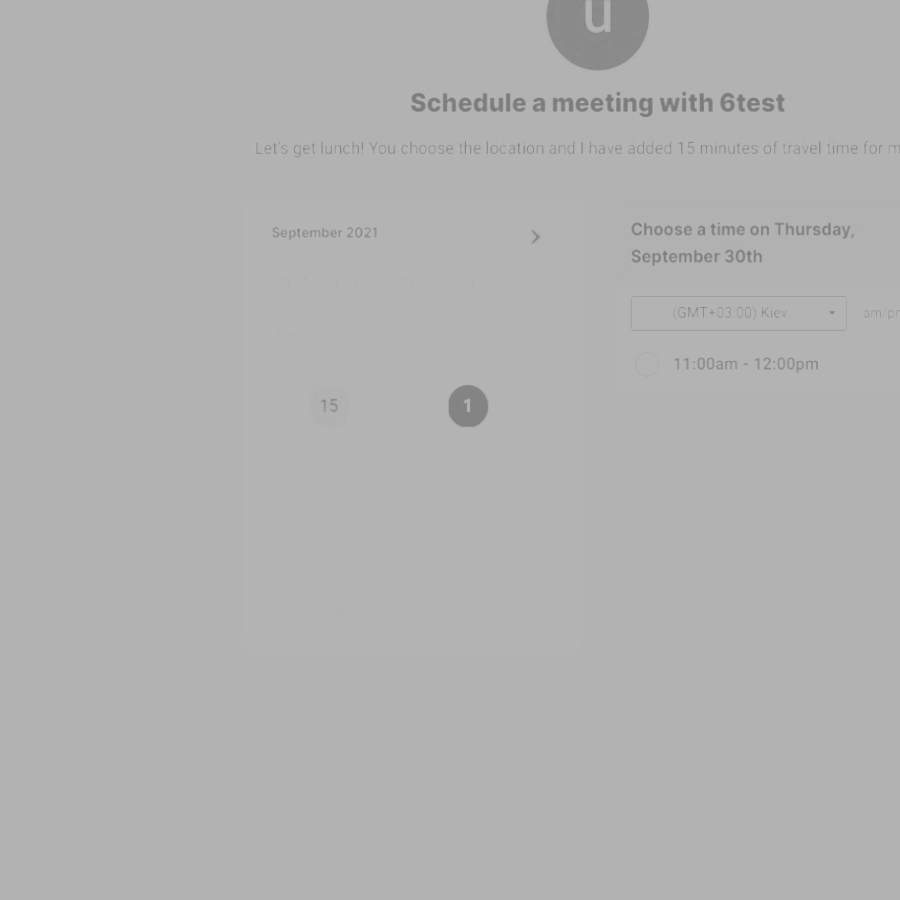 u
Schedule a meeting with 6test
Let's get lunch! You choose the location and I have added 15 minutes of travel time for m
September 2021
Choose a time on Thursday,
September 30th
(GMT+03:00) Kiev
am/p
11:00am - 12:00pm
15
1